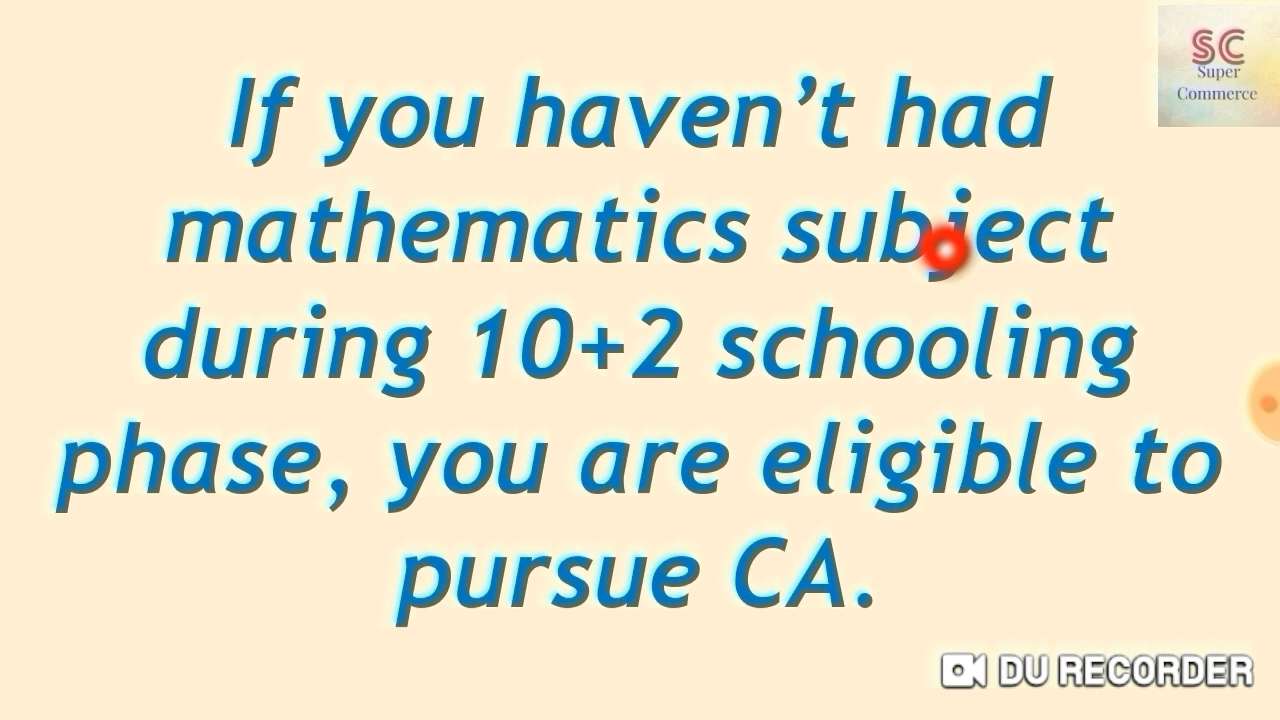 SC
Super
Commerce
If you haven’t had
mathematics subject
during 10+2 schooling
phase, you are eligible to
pursue CA.
DU RECORDER